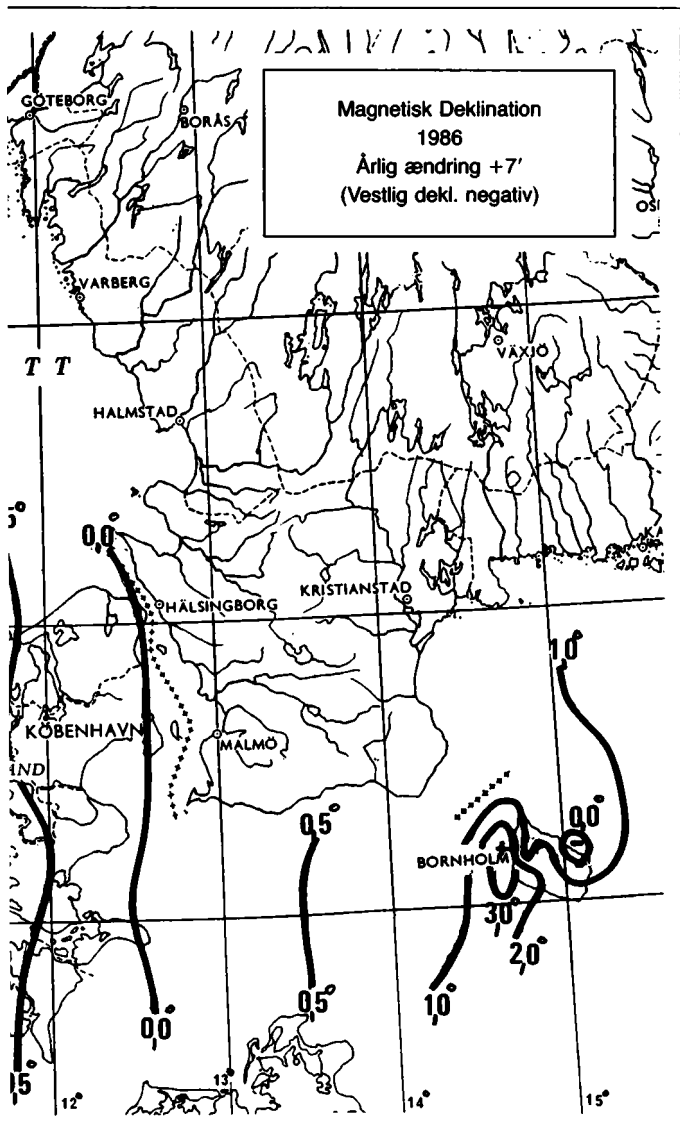 GÖTEBORG
BORÅS
Magnetisk Deklination
1986
Årlig ændring +7′
(Vestlig dekl. negativ)
VARBERG
T T
VÄXJÖ
HALMSTAD
0,0°
KRISTIANSTAD
HÄLSINGBORG
1,0°
KÖBENHAVN
MALMÖ
0,5°
0,0°
BORNHOLM
+
-
3,0°
2,0°
0,5°
1,0°
0,0°
13°
12°
14°
15°